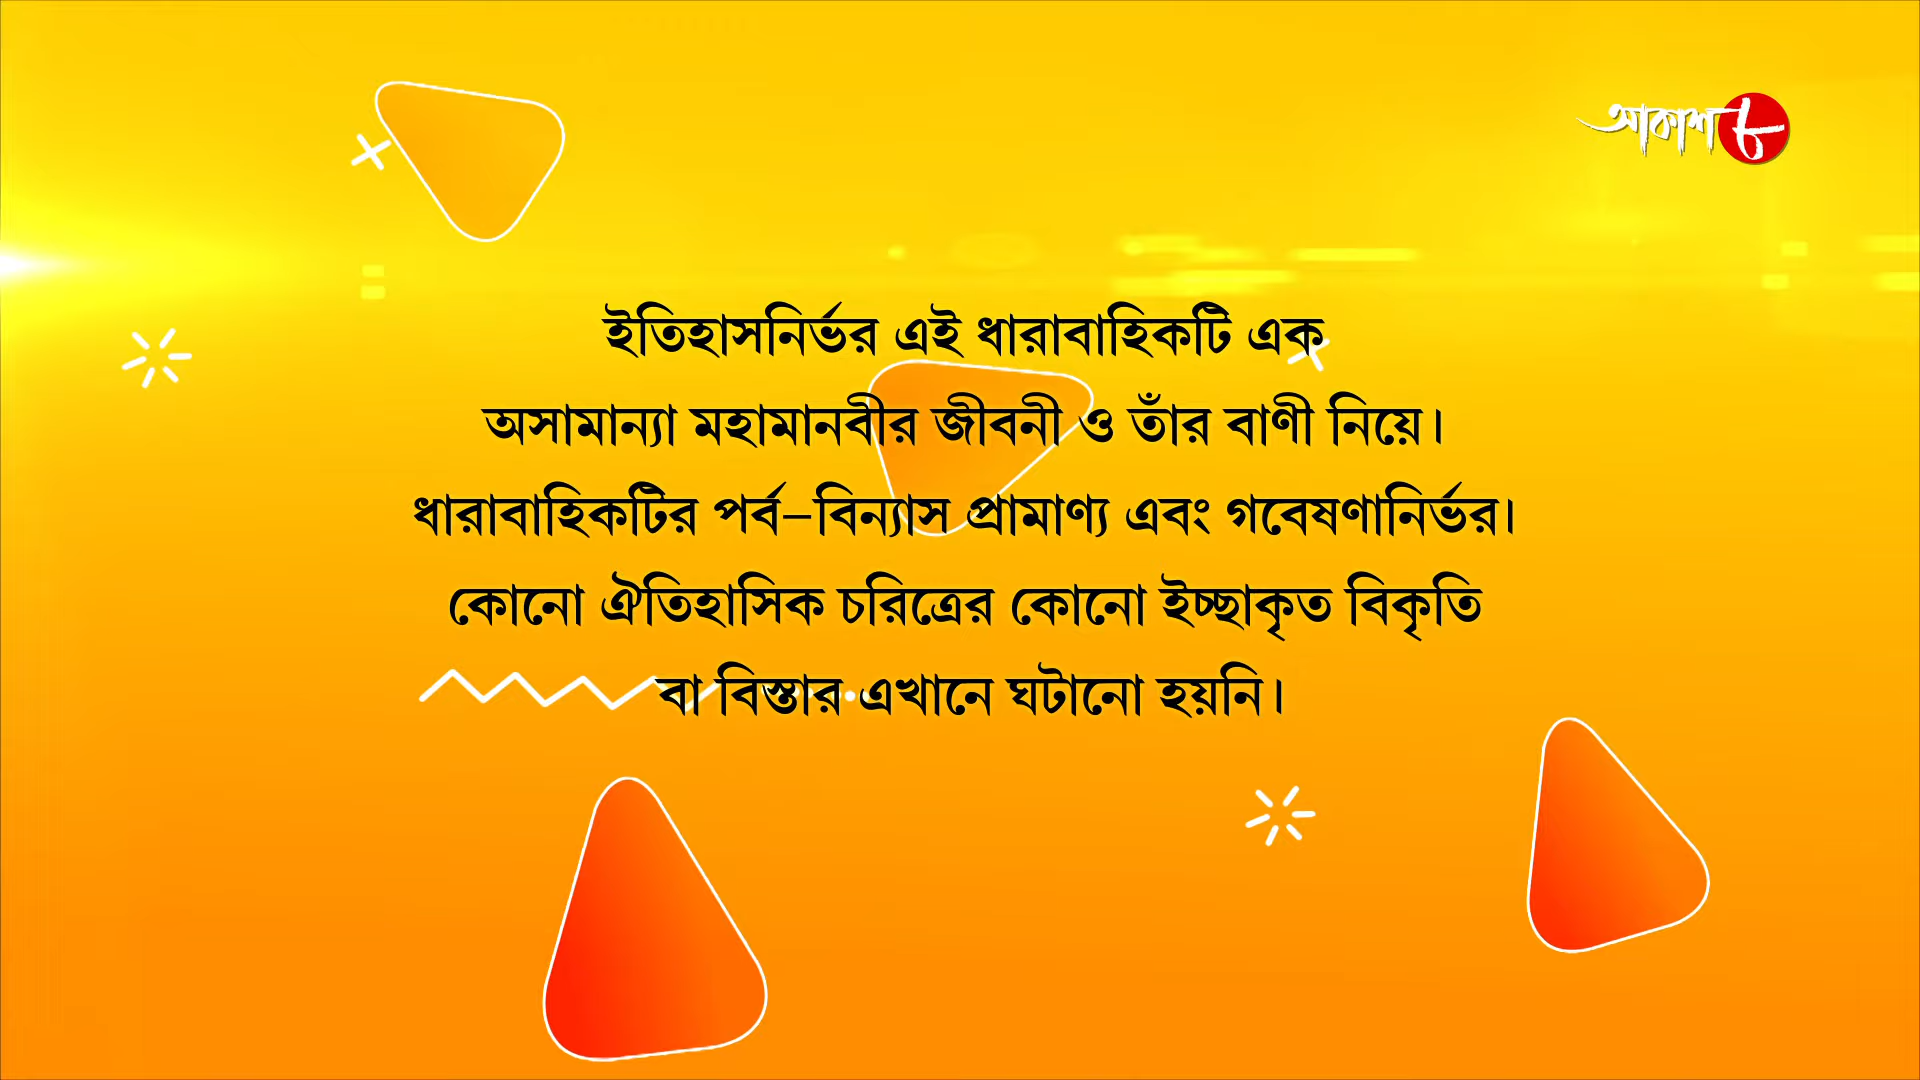 আকাশ ৮
ইতিহাসনির্ভর এই ধারাবাহিকটি এক
অসামান্যা মহামানবীর জীবনী ও তাঁর বাণী নিয়ে।
ধারাবাহিকটির পর্ব–বিন্যাস প্রামাণ্য এবং গবেষণানির্ভর।
কোনো ঐতিহাসিক চরিত্রের কোনো ইচ্ছাকৃত বিকৃতি
বা বিস্তার এখানে ঘটানো হয়নি।